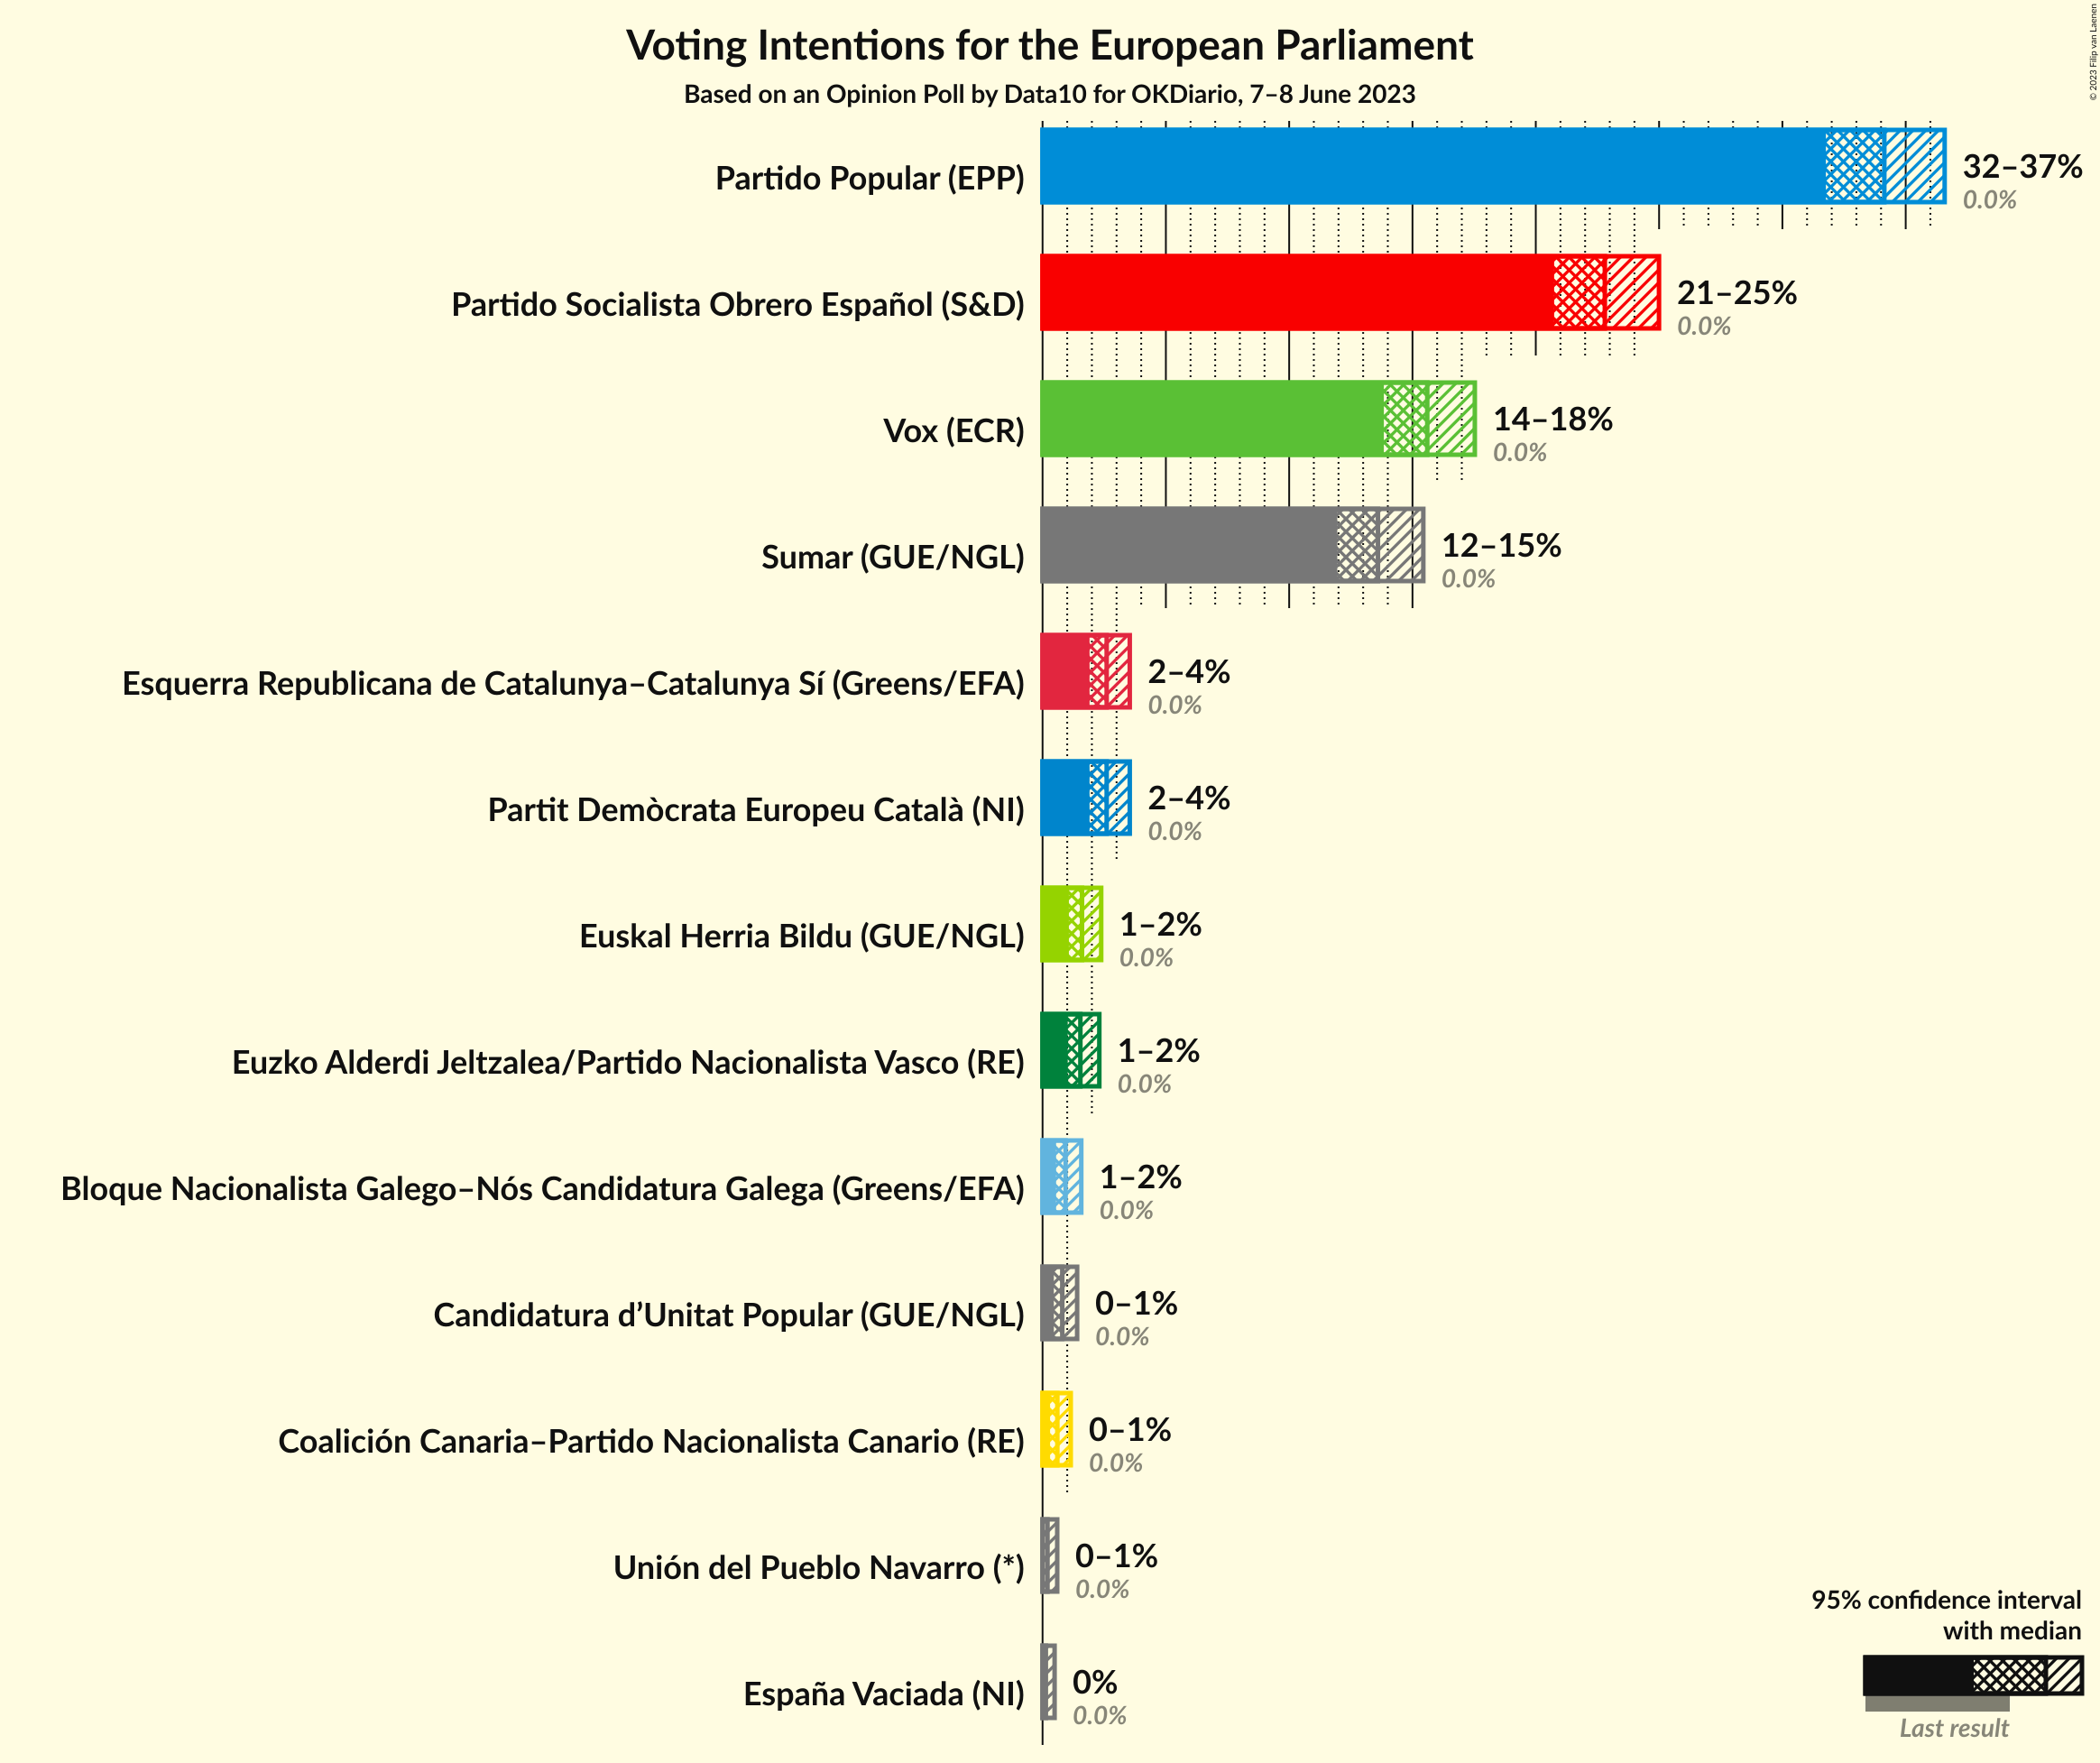 Voting Intentions for the European Parliament
Based on an Opinion Poll by Data10 for OKDiario, 7–8 June 2023
© 2023 Filip van Laenen
Partido Popular (EPP)
32–37%
0.0%
Partido Socialista Obrero Español (S&D)
21–25%
0.0%
Vox (ECR)
14–18%
0.0%
Sumar (GUE/NGL)
12–15%
0.0%
Esquerra Republicana de Catalunya–Catalunya Sí (Greens/EFA)
2–4%
0.0%
Partit Demòcrata Europeu Català (NI)
2–4%
0.0%
Euskal Herria Bildu (GUE/NGL)
1–2%
0.0%
Euzko Alderdi Jeltzalea/Partido Nacionalista Vasco (RE)
1–2%
0.0%
Bloque Nacionalista Galego–Nós Candidatura Galega (Greens/EFA)
1–2%
0.0%
Candidatura d’Unitat Popular (GUE/NGL)
0–1%
0.0%
Coalición Canaria–Partido Nacionalista Canario (RE)
0–1%
0.0%
Unión del Pueblo Navarro (*)
0–1%
0.0%
España Vaciada (NI)
0%
0.0%
95% confidence interval
with median
Last result